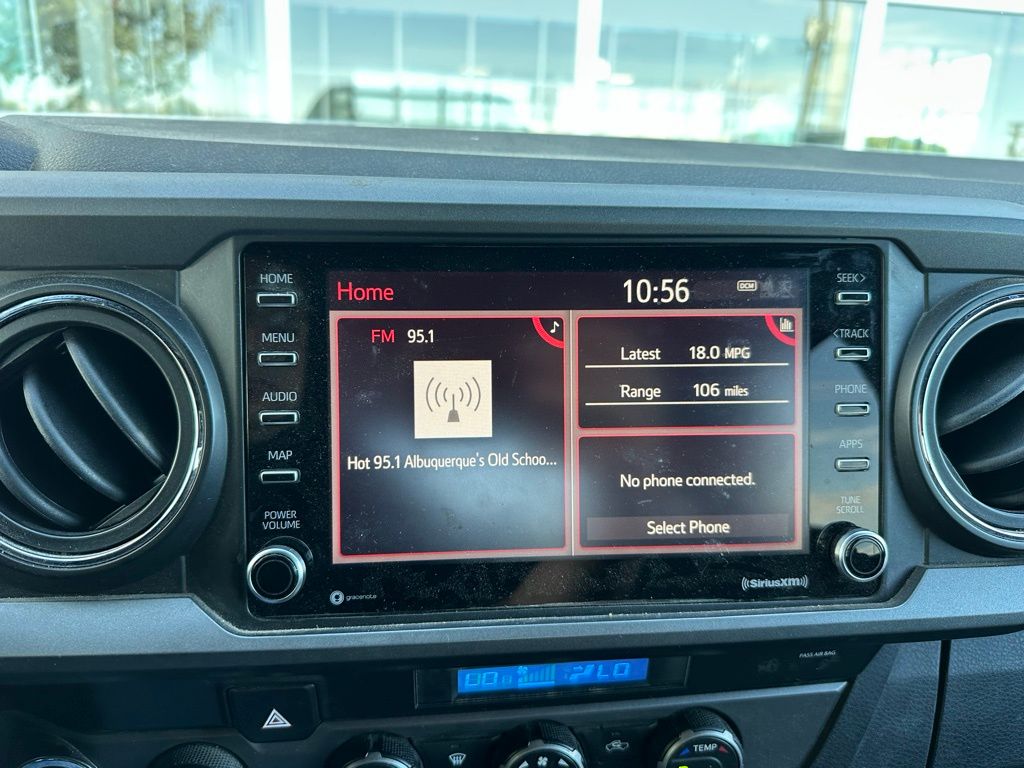 HOME
MENU
AUDIO
MAP
POWER
VOLUME
Home
10:56
DCM
FM 95.1
Hot 95.1 Albuquerque's Old Schoo...
Latest 18.0 MPG
Range 106 miles
No phone connected.
Select Phone
SEEK>
<TRACK
PHONE
APPS
TUNE
SCROLL
gracenote
((SiriusXM))
PASS AIR BAG
LO
TEMP